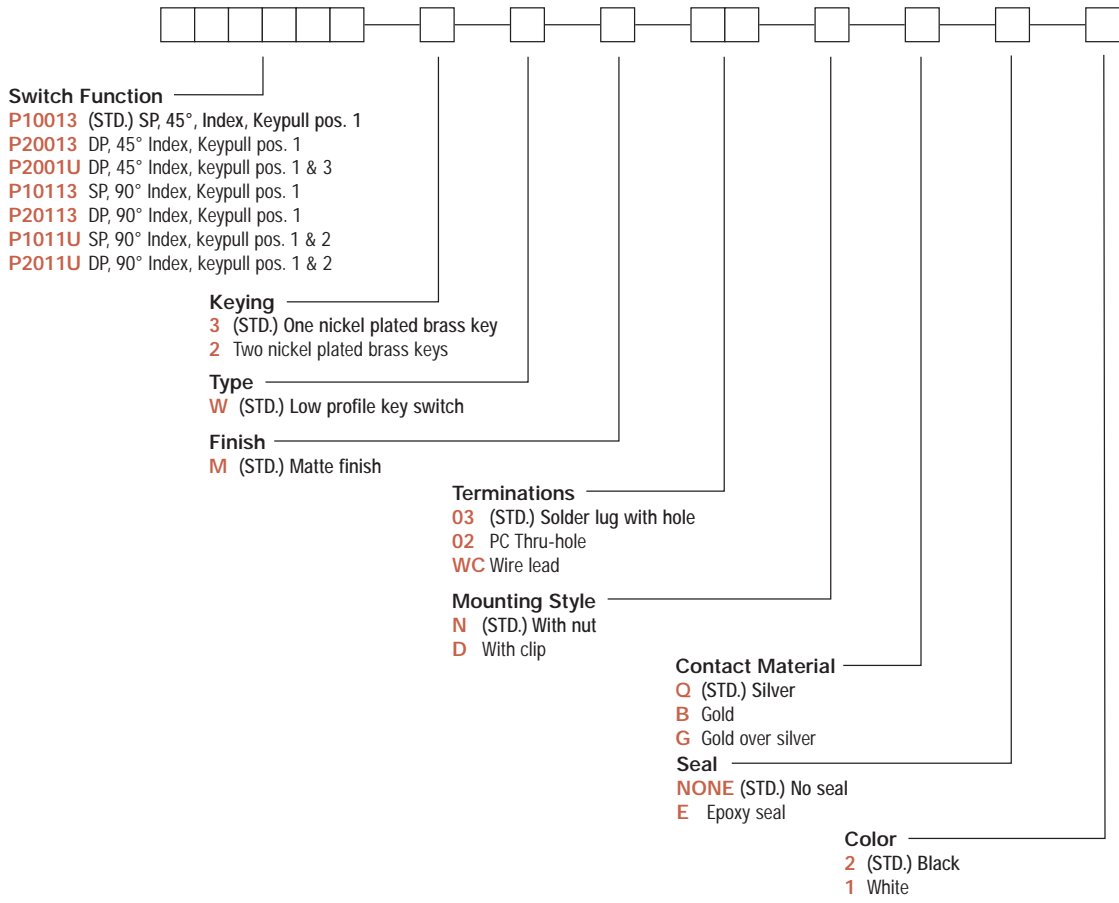 Switch Function
P10013 (STD.) SP, 45°, Index, Keypull pos. 1
P20013 DP, 45° Index, Keypull pos. 1
P2001U DP, 45° Index, keypull pos. 1 & 3
P10113 SP, 90° Index, Keypull pos. 1
P20113 DP, 90° Index, Keypull pos. 1
P1011U SP, 90° Index, keypull pos. 1 & 2
P2011U DP, 90° Index, keypull pos. 1 & 2
Keying
3 (STD.) One nickel plated brass key
2 Two nickel plated brass keys
Type
W (STD.) Low profile key switch
Finish
M (STD.) Matte finish
Terminations
03 (STD.) Solder lug with hole
02 PC Thru-hole
WC Wire lead
Mounting Style
N (STD.) With nut
D With clip
Contact Material
Q (STD.) Silver
B Gold
G Gold over silver
Seal
NONE (STD.) No seal
E Epoxy seal
Color
2 (STD.) Black
1 White